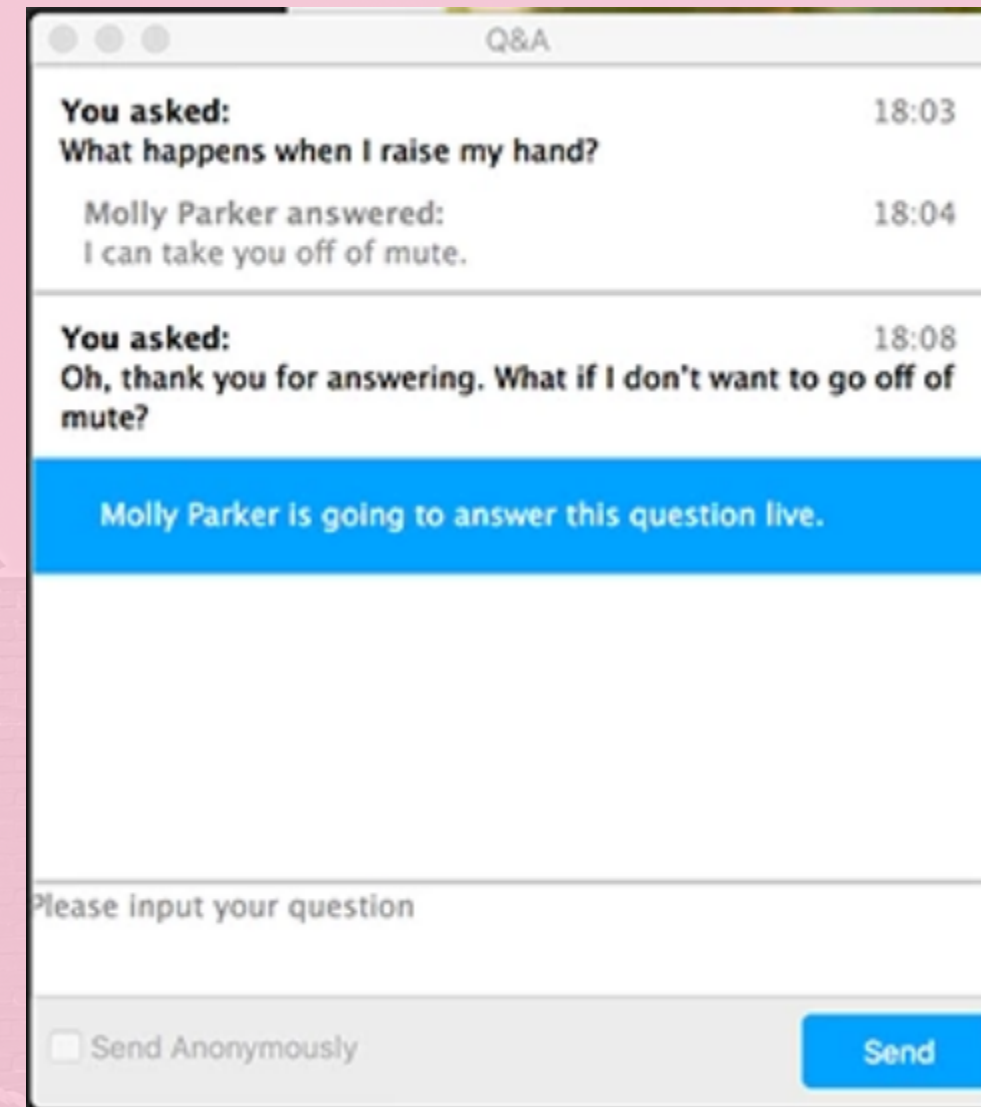 Q&A
You asked: 18:03
What happens when I raise my hand?
Molly Parker answered: 18:04
I can take you off of mute.
You asked: 18:08
Oh, thank you for answering. What if I don't want to go off of
mute?
Molly Parker is going to answer this question live.
Please input your question
Send Anonymously
Send